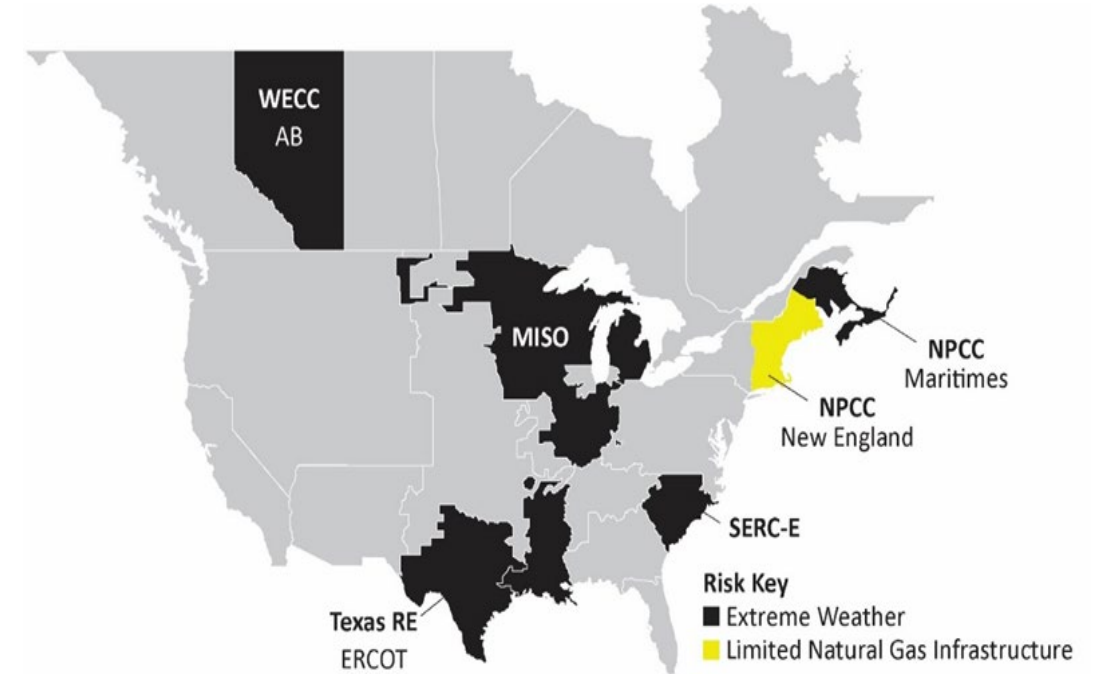 WECC
AB
MISO
NPCC
Maritimes
NPCC
New England
SERC-E
Texas RE
ERCOT
Risk Key
Extreme Weather
Limited Natural Gas Infrastructure